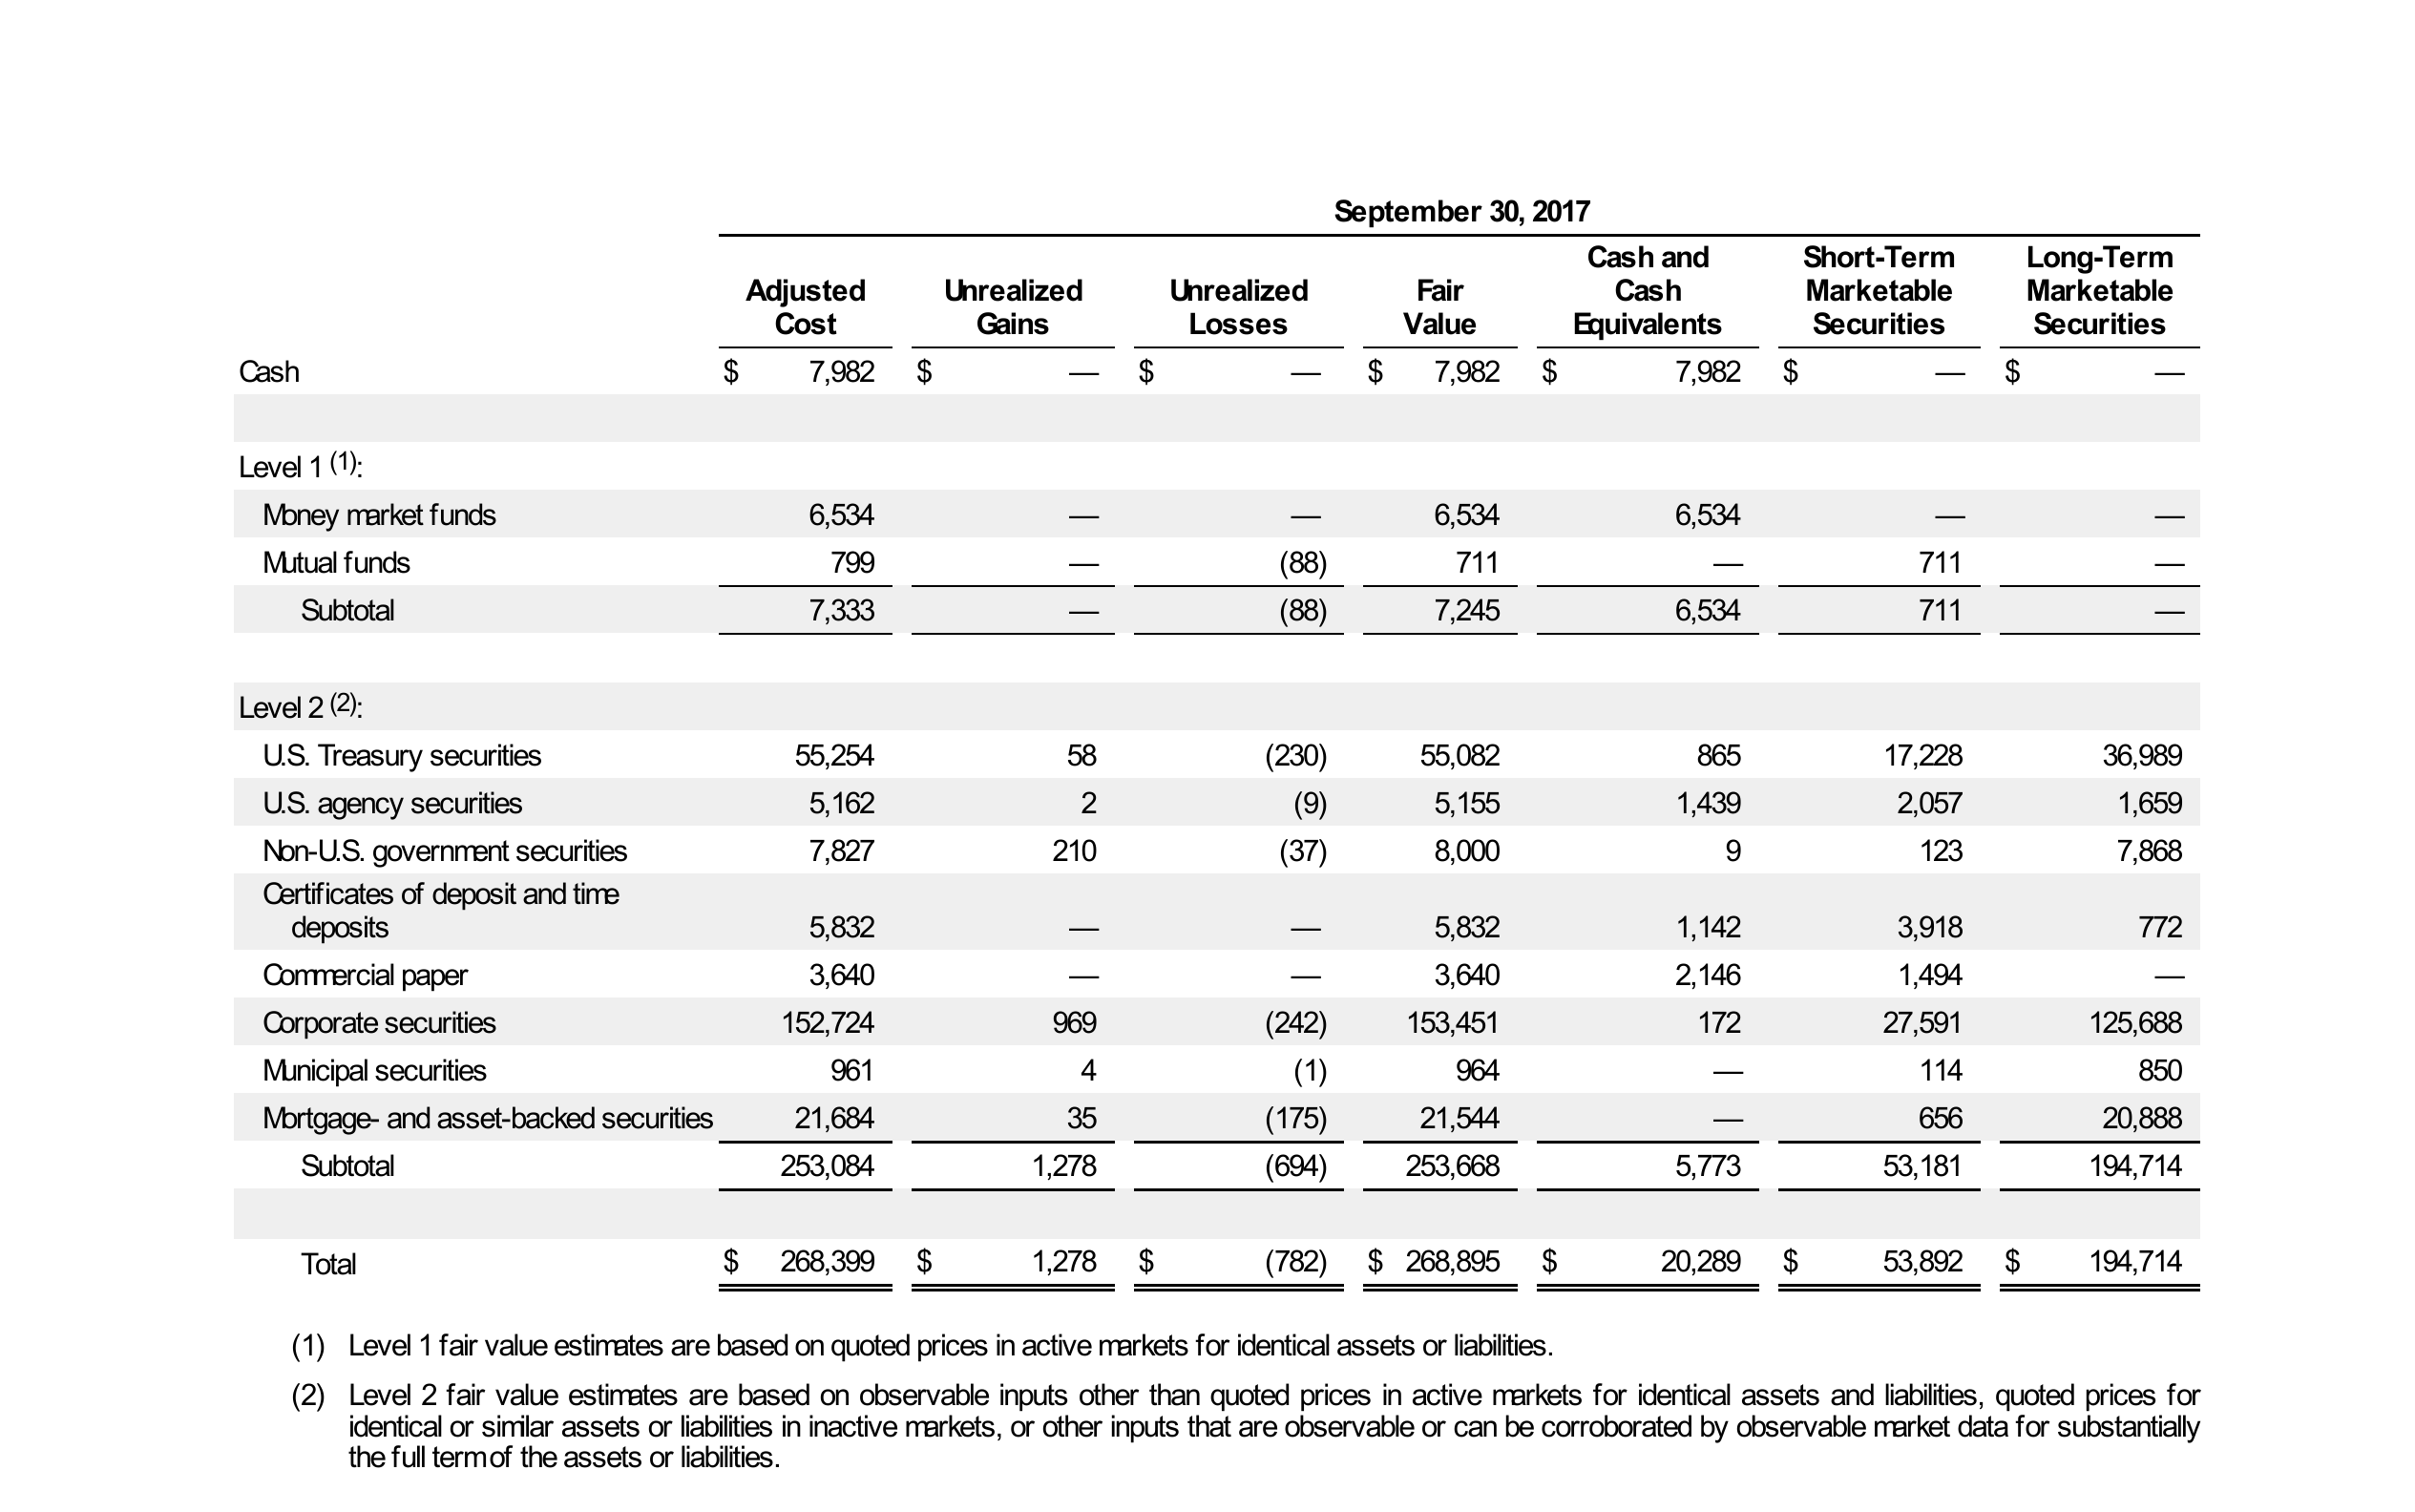 September 30, 2017
Adjusted Cost Unrealized Gains Unrealized Losses Fair Value Cash and Cash Equivalents Short-Term Marketable Securities Long-Term Marketable Securities
Cash $ 7,982 $ — $ — $ 7,982 $ 7,982 $ — $ —
Level 1 (1):
Money market funds 6,534 — — 6,534 6,534 — —
Mutual funds 799 — (88) 711 — 711 —
Subtotal 7,333 — (88) 7,245 6,534 711 —
Level 2 (2):
U.S. Treasury securities 55,254 58 (230) 55,082 865 17,228 36,989
U.S. agency securities 5,162 2 (9) 5,155 1,439 2,057 1,659
Non-U.S. government securities 7,827 210 (37) 8,000 9 123 7,868
Certificates of deposit and time
deposits 5,832 — — 5,832 1,142 3,918 772
Commercial paper 3,640 — — 3,640 2,146 1,494 —
Corporate securities 152,724 969 (242) 153,451 172 27,591 125,688
Municipal securities 961 4 (1) 964 — 114 850
Mortgage- and asset-backed securities 21,684 35 (175) 21,544 — 656 20,888
Subtotal 253,084 1,278 (694) 253,668 5,773 53,181 194,714
Total $ 268,399 $ 1,278 $ (782) $ 268,895 $ 20,289 $ 53,892 $ 194,714
(1) Level 1 fair value estimates are based on quoted prices in active markets for identical assets or liabilities.
(2) Level 2 fair value estimates are based on observable inputs other than quoted prices in active markets for identical assets and liabilities, quoted prices for
identical or similar assets or liabilities in inactive markets, or other inputs that are observable or can be corroborated by observable market data for substantially
the full term of the assets or liabilities.